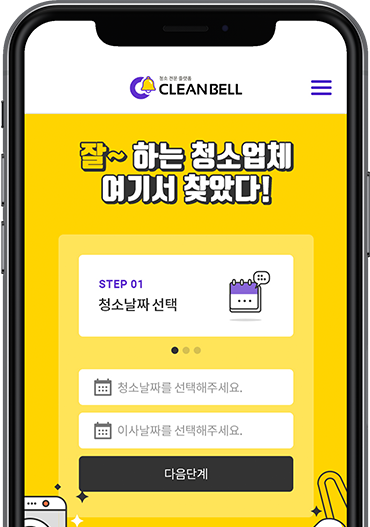 청소 전문 플랫폼
CLEANBELL
잘~ 하는 청소업체
여기서 찾았다!
STEP 01
청소날짜 선택
청소날짜를 선택해주세요.
이사날짜를 선택해주세요.
다음단계